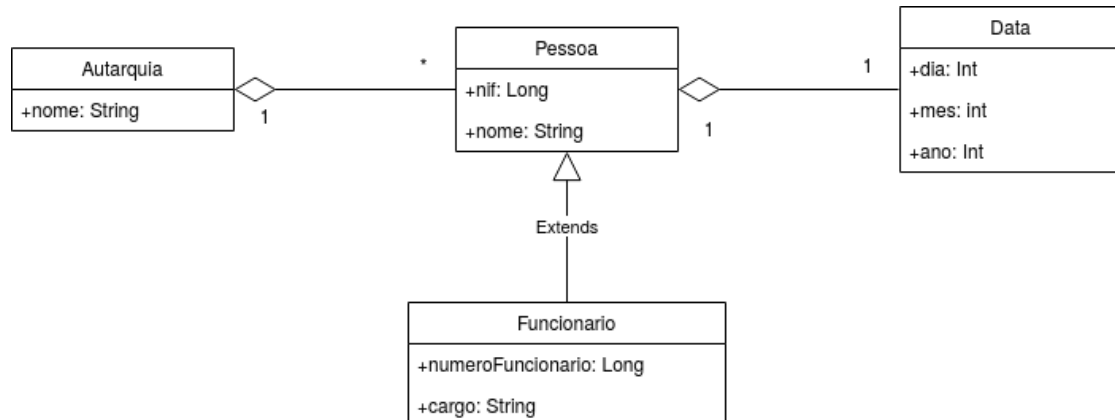 Autarquia
+nome: String
1
*
Pessoa
+nif: Long
+nome: String
1
1
Data
+dia: Int
+mes: int
+ano: Int
Extends
Funcionario
+numeroFuncionario: Long
+cargo: String